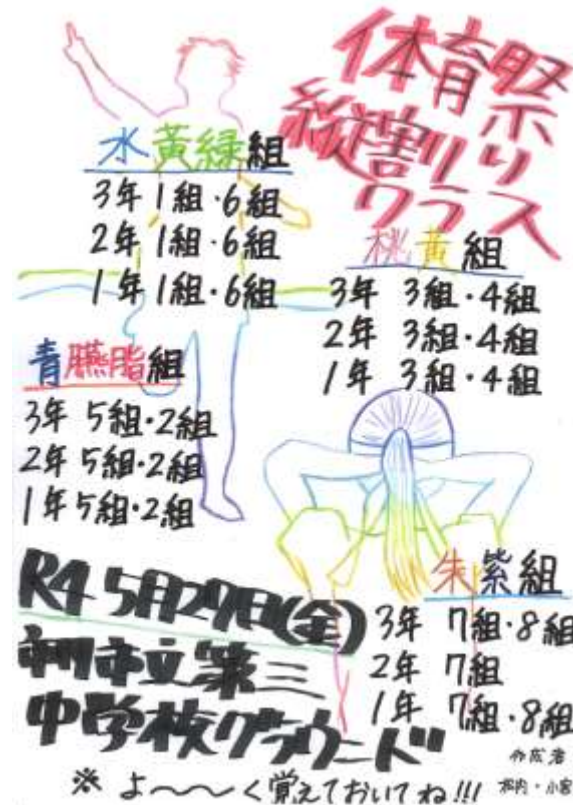 体育祭
縦割り
クラス
水黄緑組
3年 1組・6組
2年 1組・6組
1年 1組・6組
桃黄組
3年 3組・4組
2年 3組・4組
1年 3組・4組
青臙脂組
3年 5組・2組
2年 5組・2組
1年 5組・2組
朱紫組
3年 7組・8組
2年 7組
1年 7組・8組
R4 5月27日(金)
市立第三
中学校グラウンド
※ よ〜〜く覚えておいてね!!!
作成者